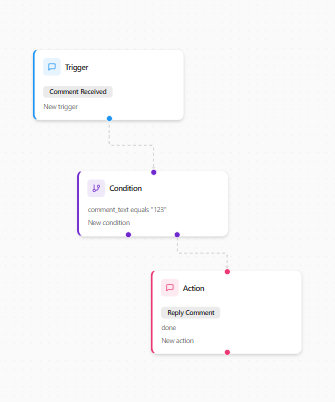 Trigger
Comment Received
New trigger
Condition
comment_text equals "123"
New condition
Action
Reply Comment
done
New action